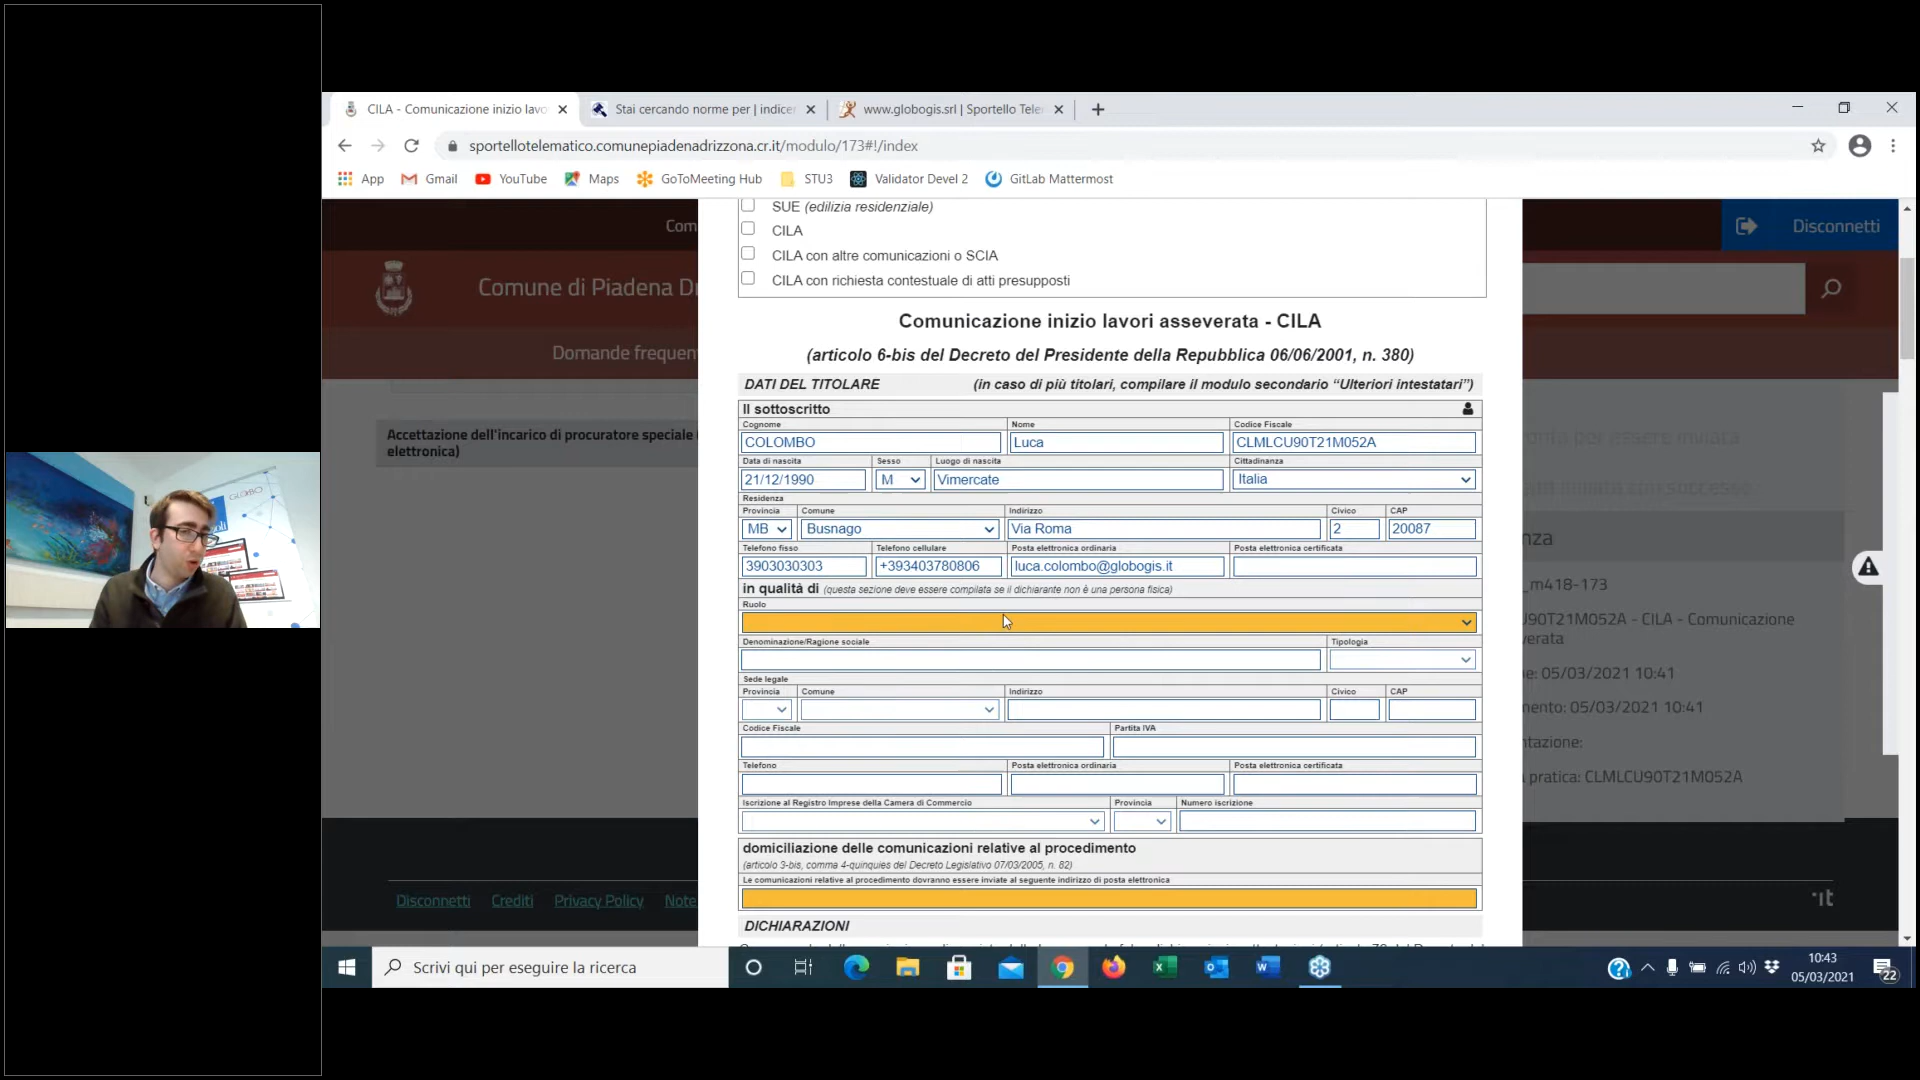 CILA - Comunicazione inizio lavo
Stai cercando norme per | indicer
www.globogis.srl | Sportello Tele
sportellotelematico.comunepiadenadrizzona.cr.it/modulo/173#!/index
App Gmail YouTube Maps GoToMeeting Hub STU3 Validator Devel 2 GitLab Mattermost
Com
Disconnetti
Comune di Piadena Dr
Domande frequen
SUE (edilizia residenziale)
CILA
CILA con altre comunicazioni o SCIA
CILA con richiesta contestuale di atti presupposti
Comunicazione inizio lavori asseverata - CILA
(articolo 6-bis del Decreto del Presidente della Repubblica 06/06/2001, n. 380)
DATI DEL TITOLARE (in caso di più titolari, compilare il modulo secondario “Ulteriori intestatari”)
Il sottoscritto
Cognome Nome Codice Fiscale
COLOMBO Luca CLMLCU90T21M052A
Data di nascita Sesso Luogo di nascita Cittadinanza
21/12/1990 M Vimercate Italia
Residenza
Provincia Comune Indirizzo Civico CAP
MB Busnago Via Roma 2 20087
Telefono fisso Telefono cellulare Posta elettronica ordinaria Posta elettronica certificata
3903030303 +393403780806 luca.colombo@globogis.it
in qualità di (questa sezione deve essere compilata se il dichiarante non è una persona fisica)
Ruolo
Denominazione/Ragione sociale Tipologia
Sede legale
Provincia Comune Indirizzo Civico CAP
Codice Fiscale Partita IVA
Telefono Posta elettronica ordinaria Posta elettronica certificata
Iscrizione al Registro Imprese della Camera di Commercio Provincia Numero iscrizione
domiciliazione delle comunicazioni relative al procedimento
(articolo 3-bis, comma 4-quinquies del Decreto Legislativo 07/03/2005, n. 82)
Le comunicazioni relative al procedimento dovranno essere inviate al seguente indirizzo di posta elettronica
DICHIARAZIONI
Accettazione dell'incarico di procuratore speciale (
elettronica)
nza
_m418-173
J90T21M052A - CILA - Comunicazione
verata
e: 05/03/2021 10:41
mento: 05/03/2021 10:41
ntazione:
a pratica: CLMLCU90T21M052A
Disconnetti Crediti Privacy Policy Note
GLOBO
Scrivi qui per eseguire la ricerca
10:43
05/03/2021
22